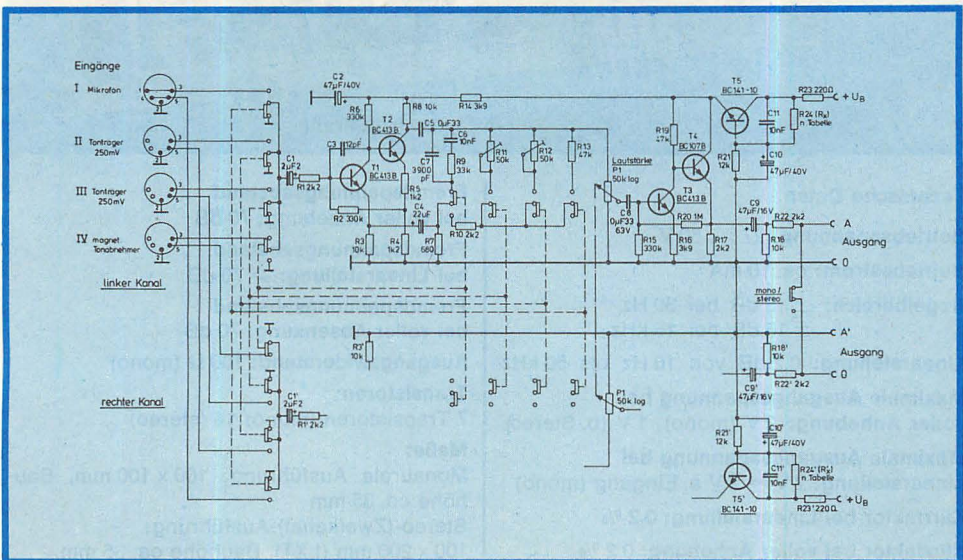 Eingänge
I Mikrofon
II Tonträger
250mV
III Tonträger
250mV
IV magnet.
Tonabnehmer
linker Kanal
rechter Kanal
C1
2µF2
R1 2k2
C2
47µF/40V
R6
330k
T2
BC413B
R8 10k
C5 0µF33
R14 3k9
C3 12pF
T1
BC413B
C7
3900
pF
C6
10nF
R9
33k
R5
1k2
C4
22µF
R2 330k
R3
10k
R4
1k2
R7
560
R10 2k2
R11
50k
R12
50k
R13
47k
Lautstärke
P1
50k log
C8
0µF33
63V
R19
47k
T4
BC107B
T3
BC413B
R20 1M
R15
330k
R16
3k9
R17
2k2
T5
BC141-10
R21
12k
C11
10nF
C10
47µF/40V
R24 (Rx)
n. Tabelle
R23 220Ω
+UB
C9
47µF/16V
R22 2k2
R18
10k
A
Ausgang
0
mono/
stereo
A'
Ausgang
0
R3'
10k
C1'
2µF2
R1' 2k2
P1'
50k log
R18'
10k
C9'
47µF/16V
R22' 2k2
R21'
12k
C10'
47µF/40V
C11'
10nF
R24' (R'x)
n. Tabelle
T5'
BC141-10
R23' 220Ω
+UB